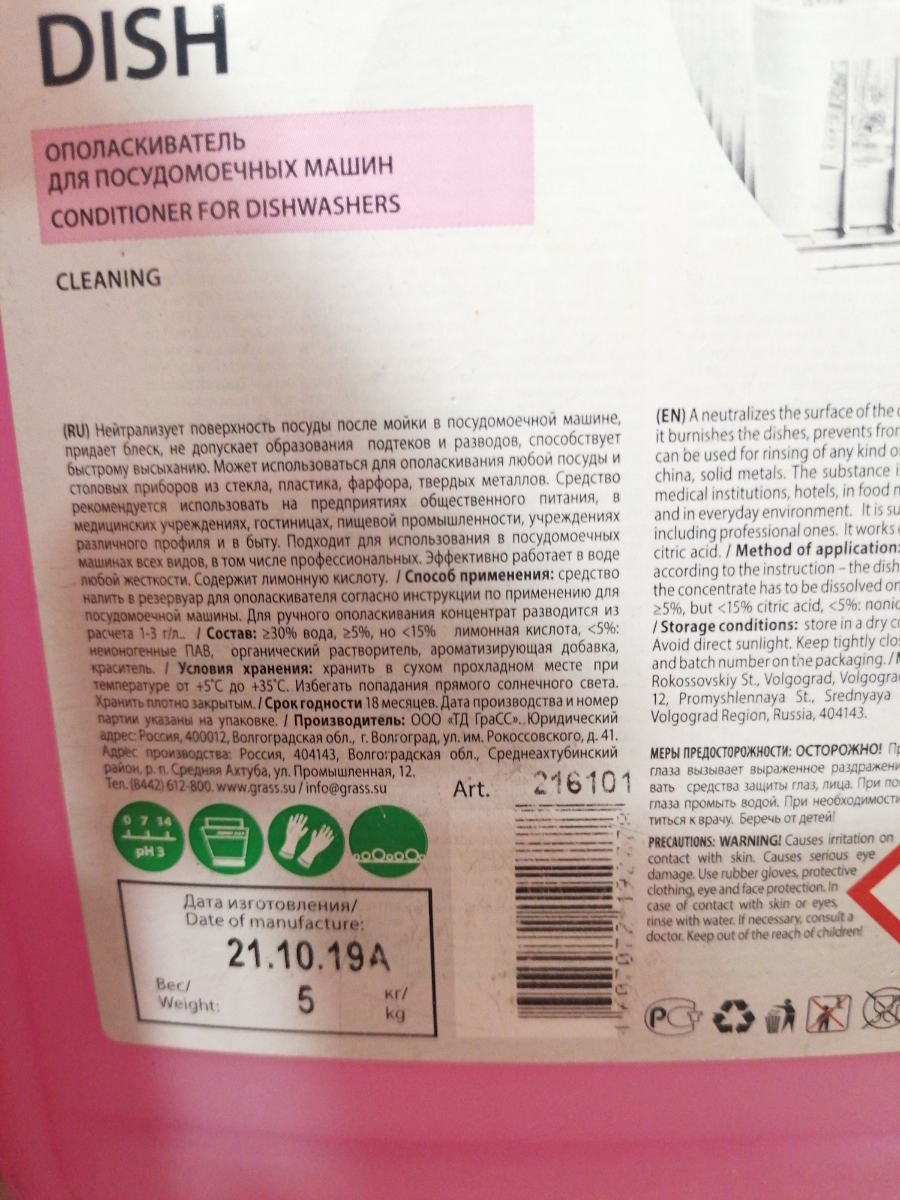 DISH
ОПОЛАСКИВАТЕЛЬ
ДЛЯ ПОСУДОМОЕЧНЫХ МАШИН
CONDITIONER FOR DISHWASHERS
CLEANING
(RU) Нейтрализует поверхность посуды после мойки в посудомоечной машине,
придает блеск, не допускает образования подтеков и разводов, способствует
быстрому высыханию. Может использоваться для ополаскивания любой посуды и
столовых приборов из стекла, пластика, фарфора, твердых металлов. Средство
рекомендуется использовать на предприятиях общественного питания, в
медицинских учреждениях, гостиницах, пищевой промышленности, учреждениях
различного профиля и в быту. Подходит для использования в посудомоечных
машинах всех видов, в том числе профессиональных. Эффективно работает в воде
любой жесткости. Содержит лимонную кислоту. / Способ применения: средство
налить в резервуар для ополаскивателя согласно инструкции по применению для
посудомоечной машины. Для ручного ополаскивания концентрат разводится из
расчета 1-3 г/л.. / Состав: ≥30% вода, ≥5%, но <15% лимонная кислота, <5%:
неионогенные ПАВ, органический растворитель, ароматизирующая добавка,
краситель. / Условия хранения: хранить в сухом прохладном месте при
температуре от +5°С до +35°С. Избегать попадания прямого солнечного света.
Хранить плотно закрытым. / Срок годности 18 месяцев. Дата производства и номер
партии указаны на упаковке. / Производитель: ООО «ТД ГраСС». Юридический
адрес: Россия, 400012, Волгоградская обл., г. Волгоград, ул. им. Рокоссовского, д. 41.
Адрес производства: Россия, 404143, Волгоградская обл., Среднеахтубинский
район, р. п. Средняя Ахтуба, ул. Промышленная, 12.
Тел. (8442) 612-800. www.grass.su / info@grass.su
Art. 216101
0 7 14
pH 3
Дата изготовления/
Date of manufacture:
21.10.19A
Вес/
Weight:
5
кг/
kg
(EN) A neutralizes the surface of the
it burnishes the dishes, prevents
can be used for rinsing of any kind
china, solid metals. The substance
medical institutions, hotels, in food
and in everyday environment. It is
including professional ones. It works
citric acid. / Method of application:
according to the instruction – the
the concentrate has to be dissolved
≥5%, but <15% citric acid, <5%:
/ Storage conditions: store in a dry
Avoid direct sunlight. Keep tightly
and batch number on the packaging. /
Rokossovskiy St., Volgograd,
12, Promyshlennaya St., Srednyaya
Volgograd Region, Russia, 404143.
МЕРЫ ПРЕДОСТОРОЖНОСТИ: ОСТОРОЖНО!
глаза вызывает выраженное
вать средства защиты глаз, лица. При
глаза промыть водой. При необходимости
титься к врачу. Беречь от детей!
PRECAUTIONS: WARNING! Causes irritation on
contact with skin. Causes serious eye
damage. Use rubber gloves, protective
clothing, eye and face protection. In
case of contact with skin or eyes,
rinse with water. If necessary, consult a
doctor. Keep out of the reach of children!